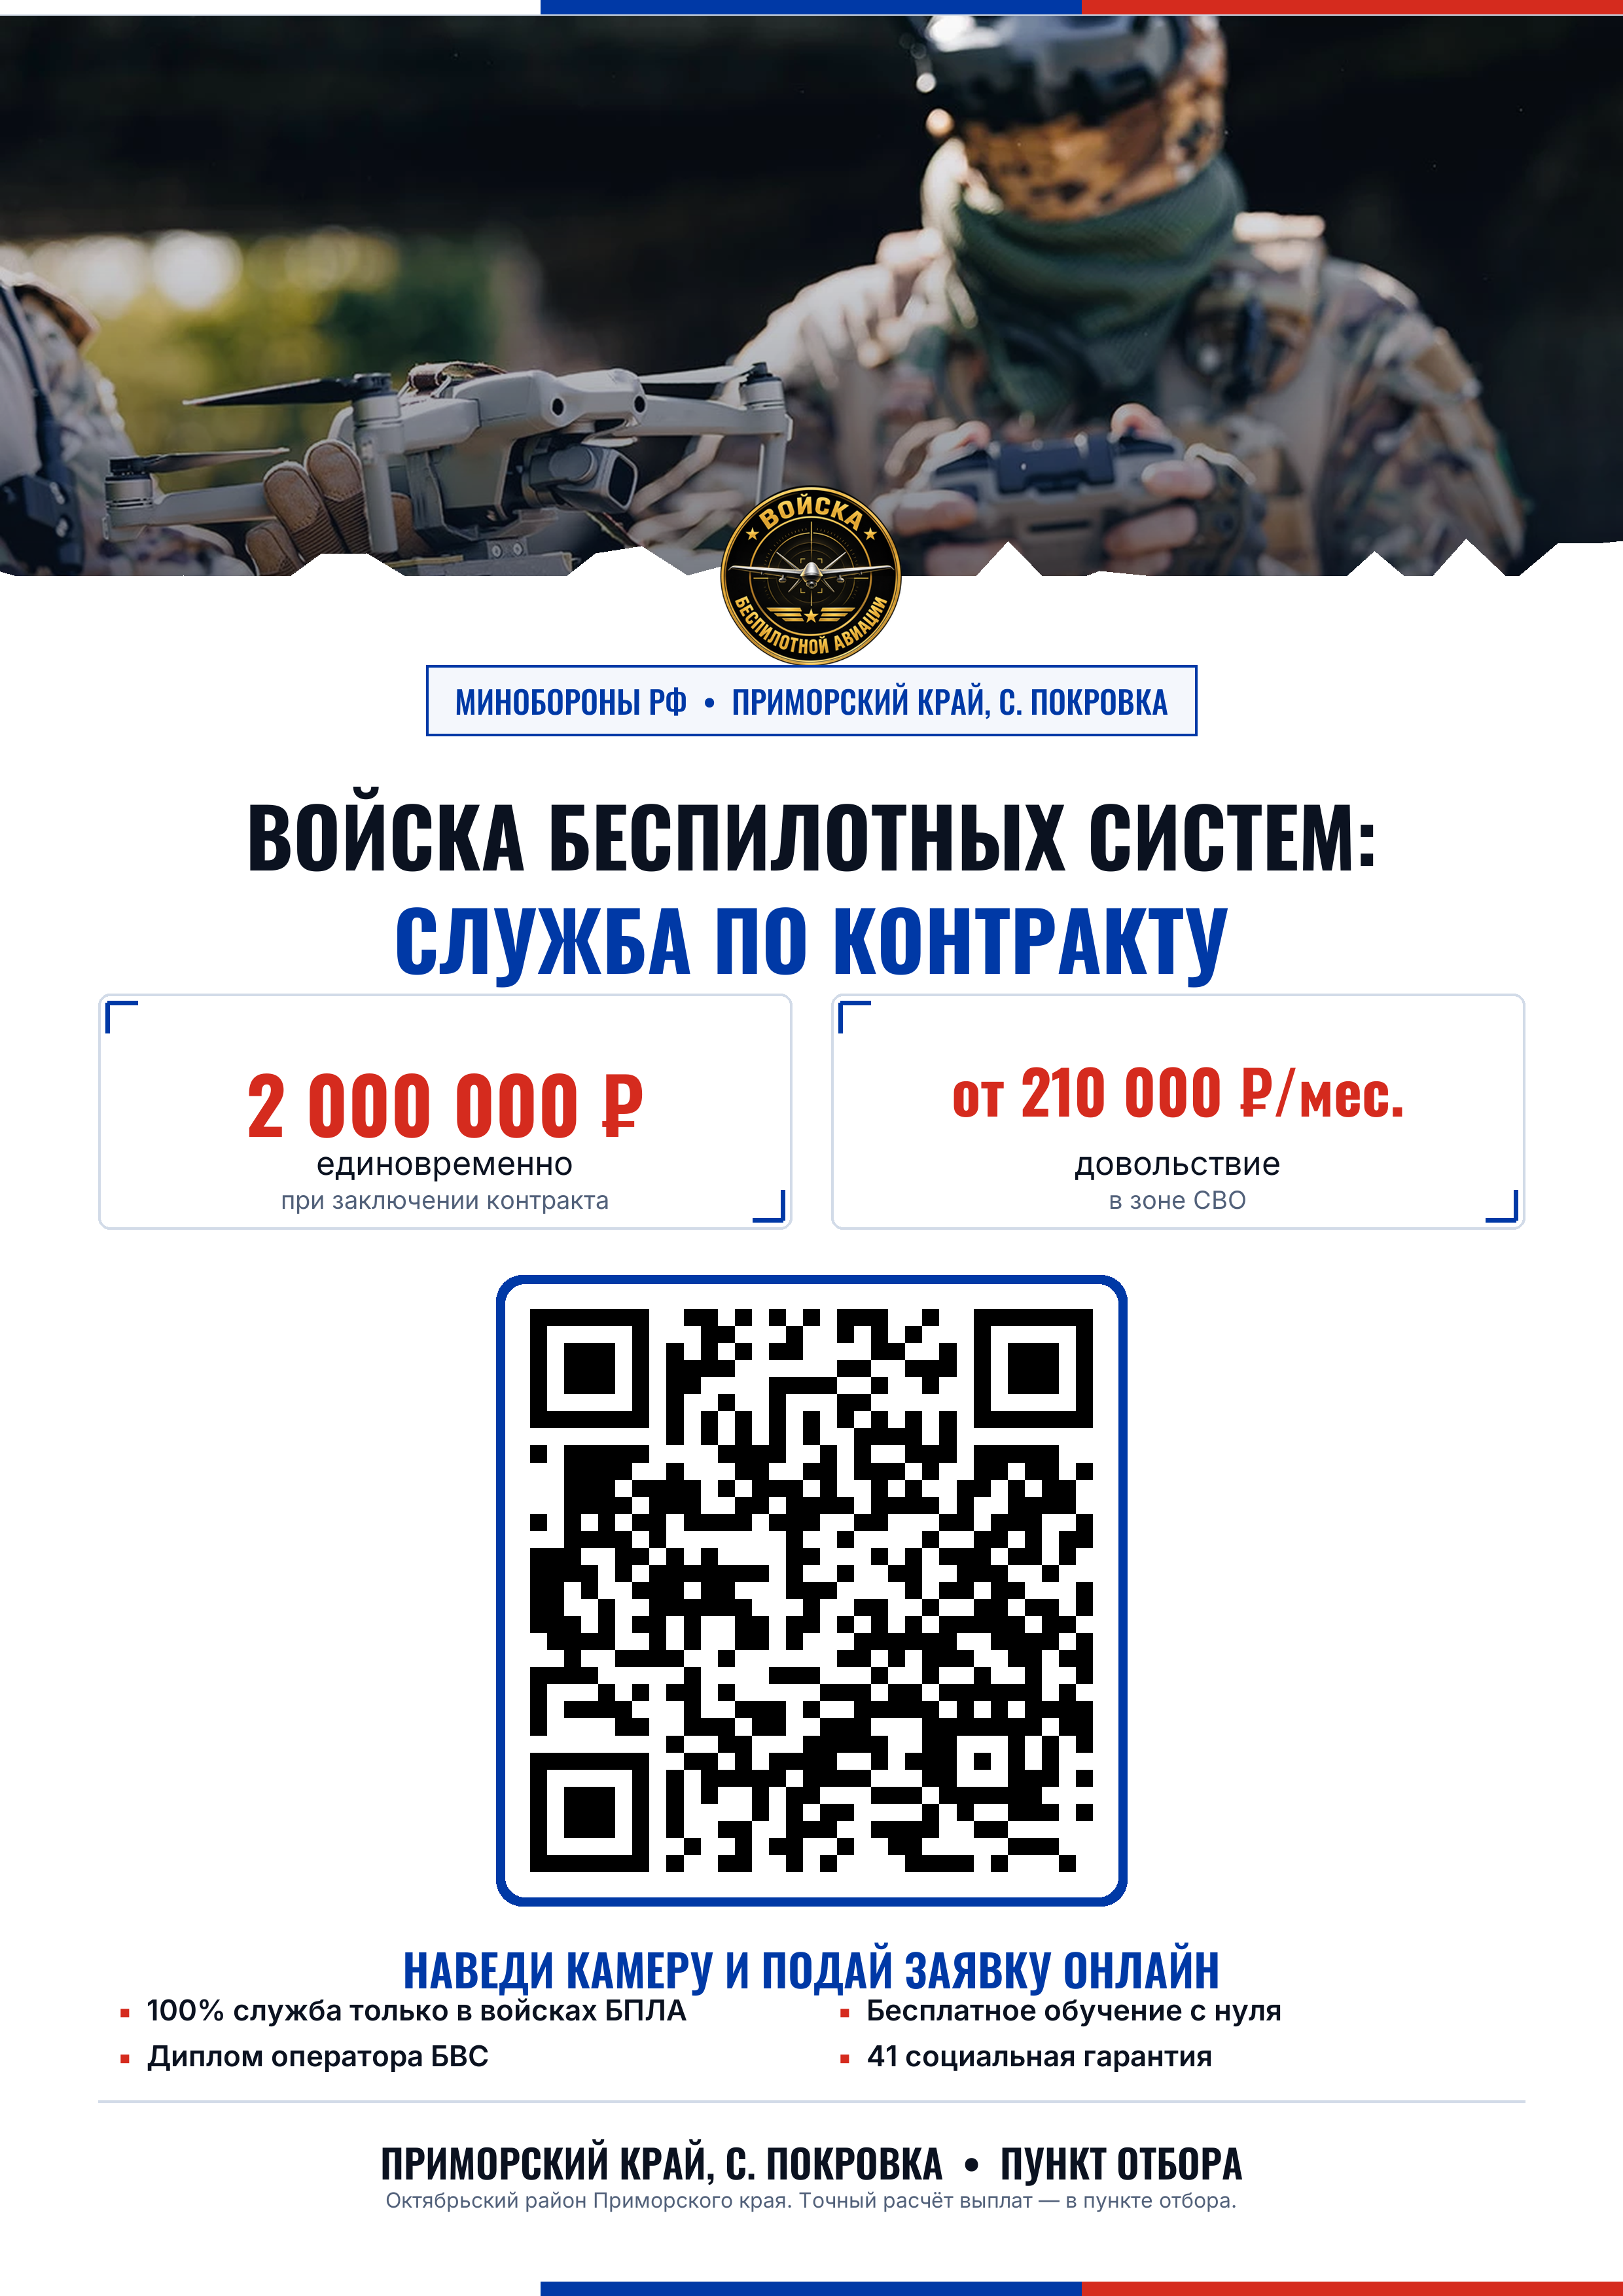 ВОЙСКА
БЕСПИЛОТНОЙ АВИАЦИИ
МИНОБОРОНЫ РФ • ПРИМОРСКИЙ КРАЙ, С. ПОКРОВКА
ВОЙСКА БЕСПИЛОТНЫХ СИСТЕМ:
СЛУЖБА ПО КОНТРАКТУ
2 000 000 ₽
единовременно
при заключении контракта
от 210 000 ₽/мес.
довольствие
в зоне СВО
НАВЕДИ КАМЕРУ И ПОДАЙ ЗАЯВКУ ОНЛАЙН
▪ 100% служба только в войсках БПЛА
▪ Бесплатное обучение с нуля
▪ Диплом оператора БВС
▪ 41 социальная гарантия
ПРИМОРСКИЙ КРАЙ, С. ПОКРОВКА • ПУНКТ ОТБОРА
Октябрьский район Приморского края. Точный расчёт выплат — в пункте отбора.